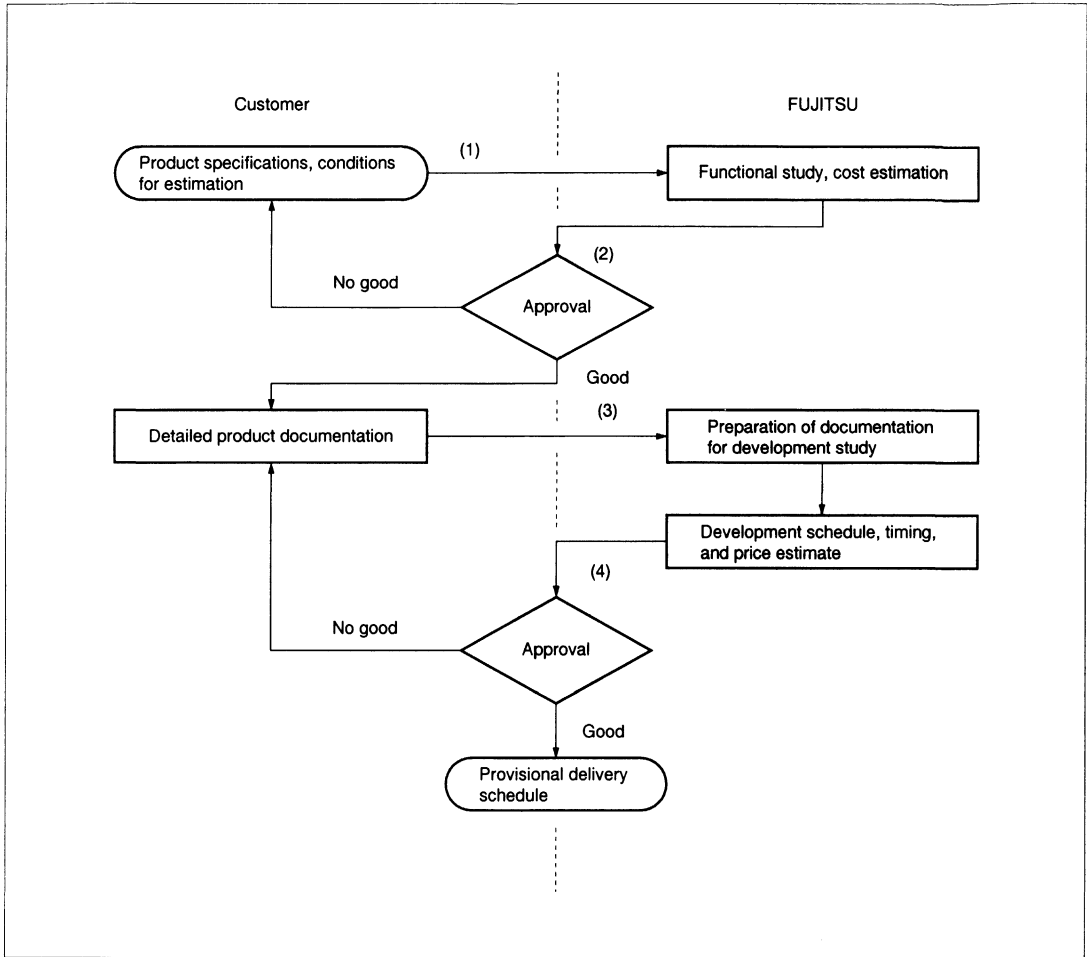 Customer
FUJITSU
(1)
Product specifications, conditions
for estimation
Functional study, cost estimation
(2)
No good
Approval
Good
(3)
Detailed product documentation
Preparation of documentation
for development study
Development schedule, timing,
and price estimate
(4)
No good
Approval
Good
Provisional delivery
schedule